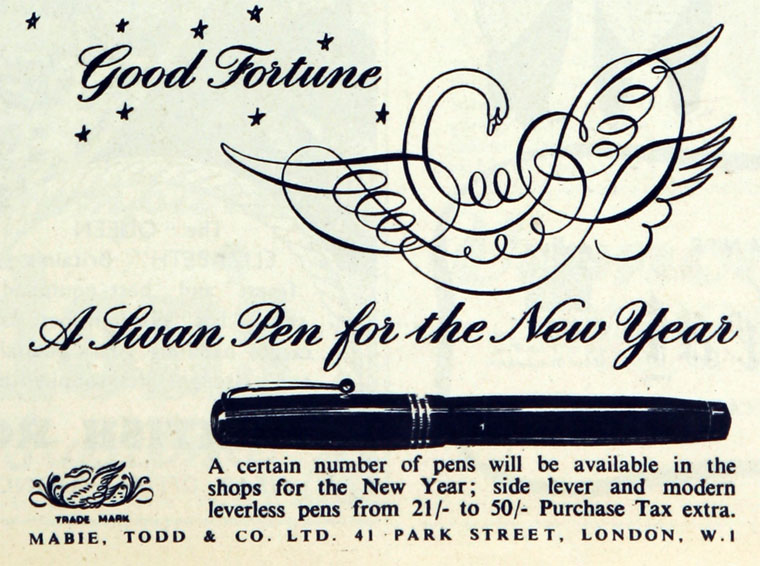 Good Fortune
A Swan Pen for the New Year
A certain number of pens will be available in the
shops for the New Year; side lever and modern
leverless pens from 21/- to 50/- Purchase Tax extra.
TRADE MARK
MABIE, TODD & CO. LTD. 41 PARK STREET, LONDON, W.1